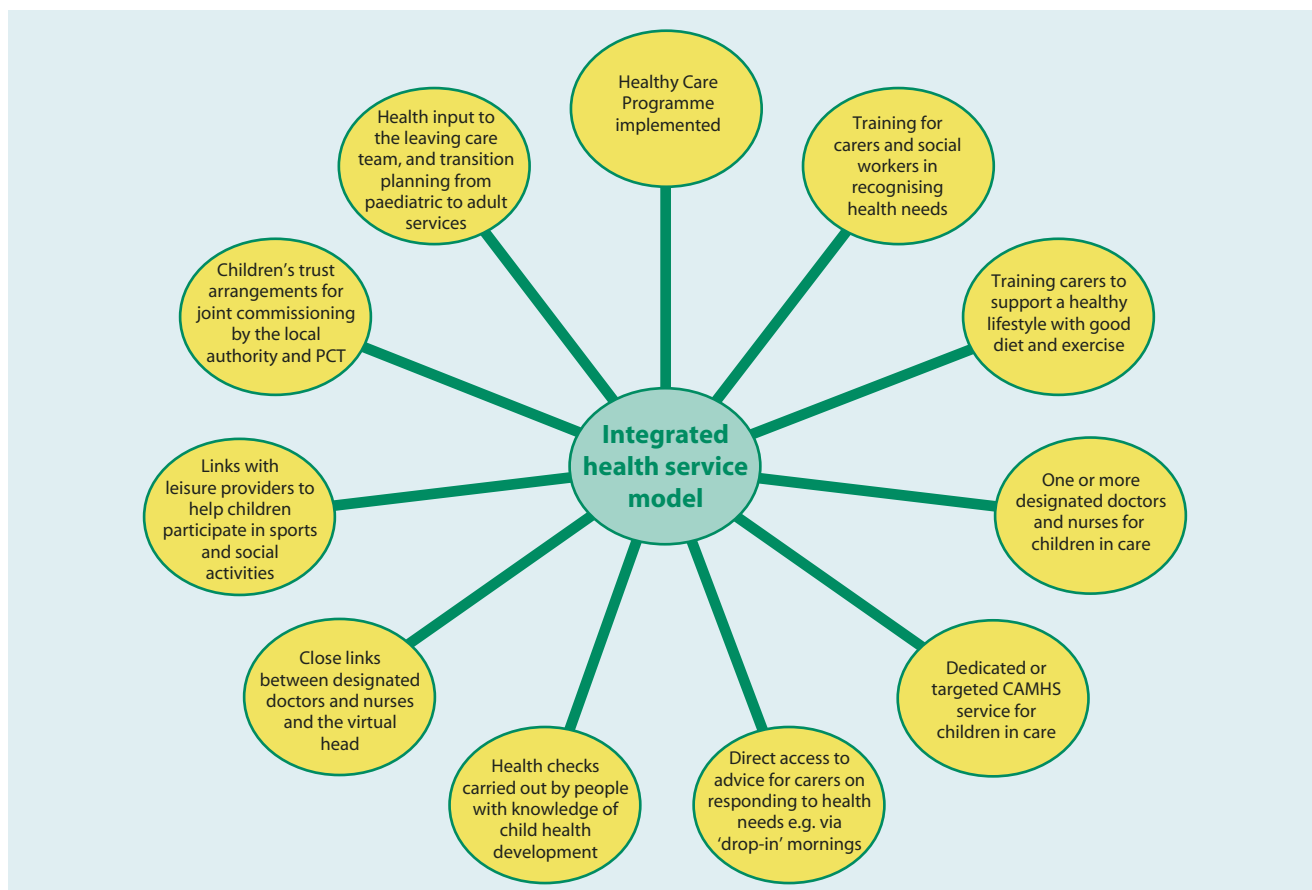 Healthy Care
Programme
implemented
Training for
carers and social
workers in
recognising
health needs
Training carers to
support a healthy
lifestyle with good
diet and exercise
One or more
designated doctors
and nurses for
children in care
Dedicated or
targeted CAMHS
service for
children in care
Direct access to
advice for carers on
responding to health
needs e.g. via
‘drop-in’ mornings
Health checks
carried out by people
with knowledge of
child health
development
Close links
between designated
doctors and nurses
and the virtual
head
Links with
leisure providers to
help children
participate in sports
and social
activities
Children’s trust
arrangements for
joint commissioning
by the local
authority and PCT
Health input to
the leaving care
team, and transition
planning from
paediatric to adult
services
Integrated
health service
model